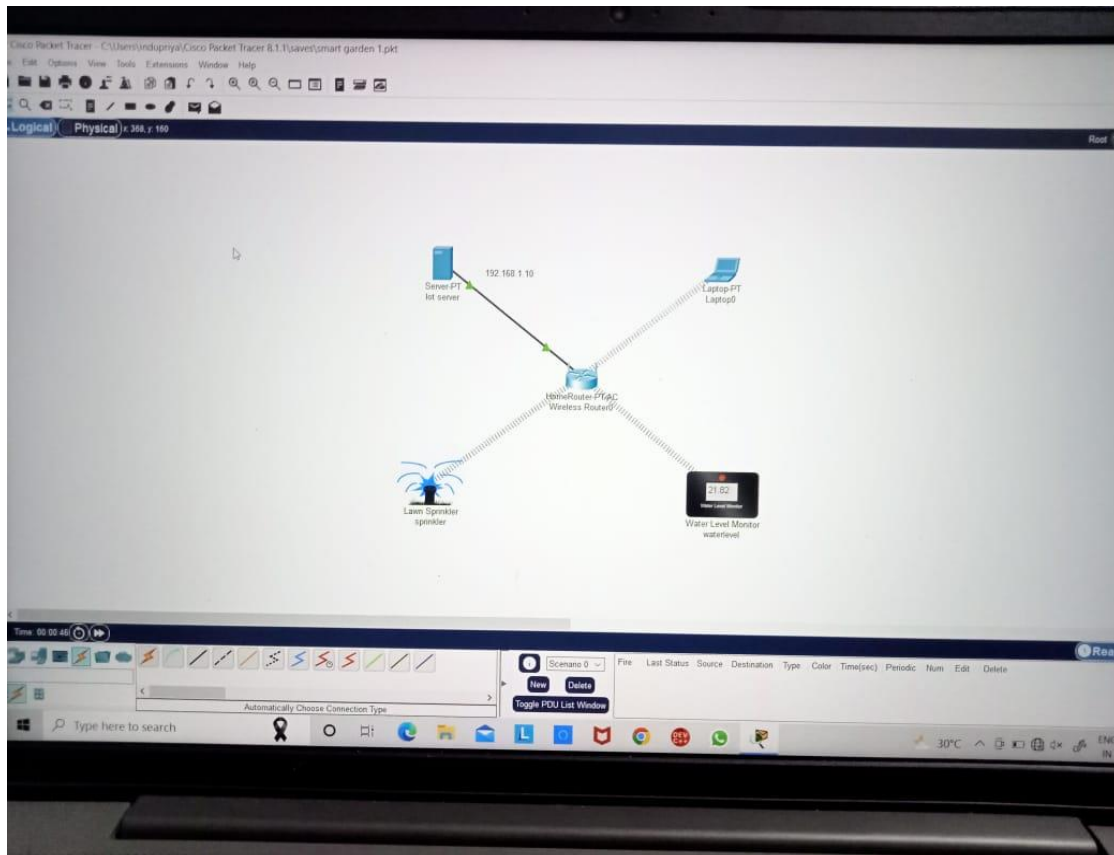 Cisco Packet Tracer - C:\Users\indupriya\Cisco Packet Tracer 8.1.1\saves\smart garden 1.pkt
Edit Options View Tools Extensions Window Help
Logical Physical x: 368, y: 160
Root
192.168.1.10
Server-PT
Iot server
Laptop-PT
Laptop0
HomeRouter-PT-AC
Wireless Router0
21.82
Water Level Monitor
Lawn Sprinkler
sprinkler
Water Level Monitor
waterlevel
Time: 00:00:46
Rea
Scenario 0
Fire Last Status Source Destination Type Color Time(sec) Periodic Num Edit Delete
New Delete
Toggle PDU List Window
Automatically Choose Connection Type
Type here to search
L
DEV
C++
30°C
ENG
IN